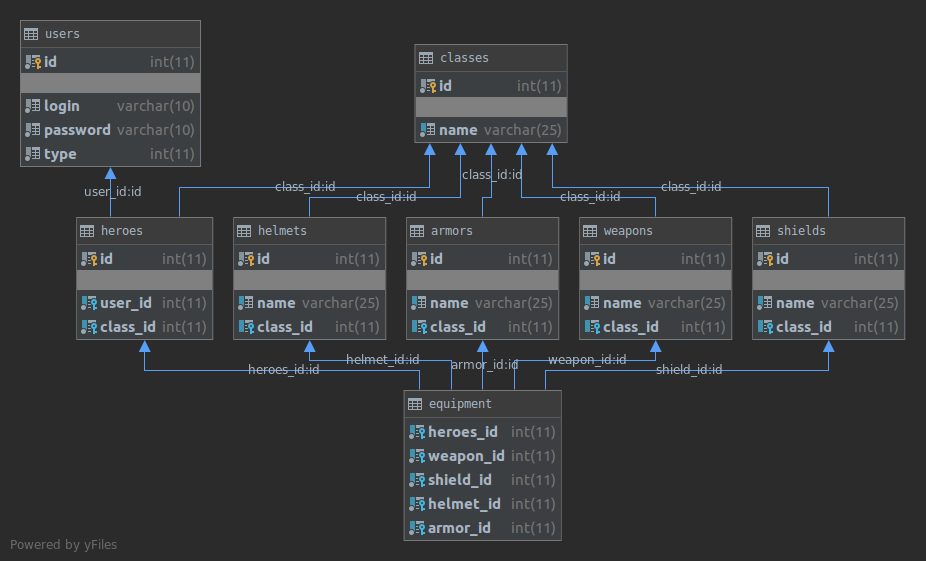 users
id int(11)
login varchar(10)
password varchar(10)
type int(11)
classes
id int(11)
name varchar(25)
user_id:id
class_id:id
class_id:id
class_id:id
class_id:id
class_id:id
heroes
id int(11)
user_id int(11)
class_id int(11)
helmets
id int(11)
name varchar(25)
class_id int(11)
armors
id int(11)
name varchar(25)
class_id int(11)
weapons
id int(11)
name varchar(25)
class_id int(11)
shields
id int(11)
name varchar(25)
class_id int(11)
heroes_id:id
helmet_id:id
armor_id:id
weapon_id:id
shield_id:id
equipment
heroes_id int(11)
weapon_id int(11)
shield_id int(11)
helmet_id int(11)
armor_id int(11)
Powered by yFiles